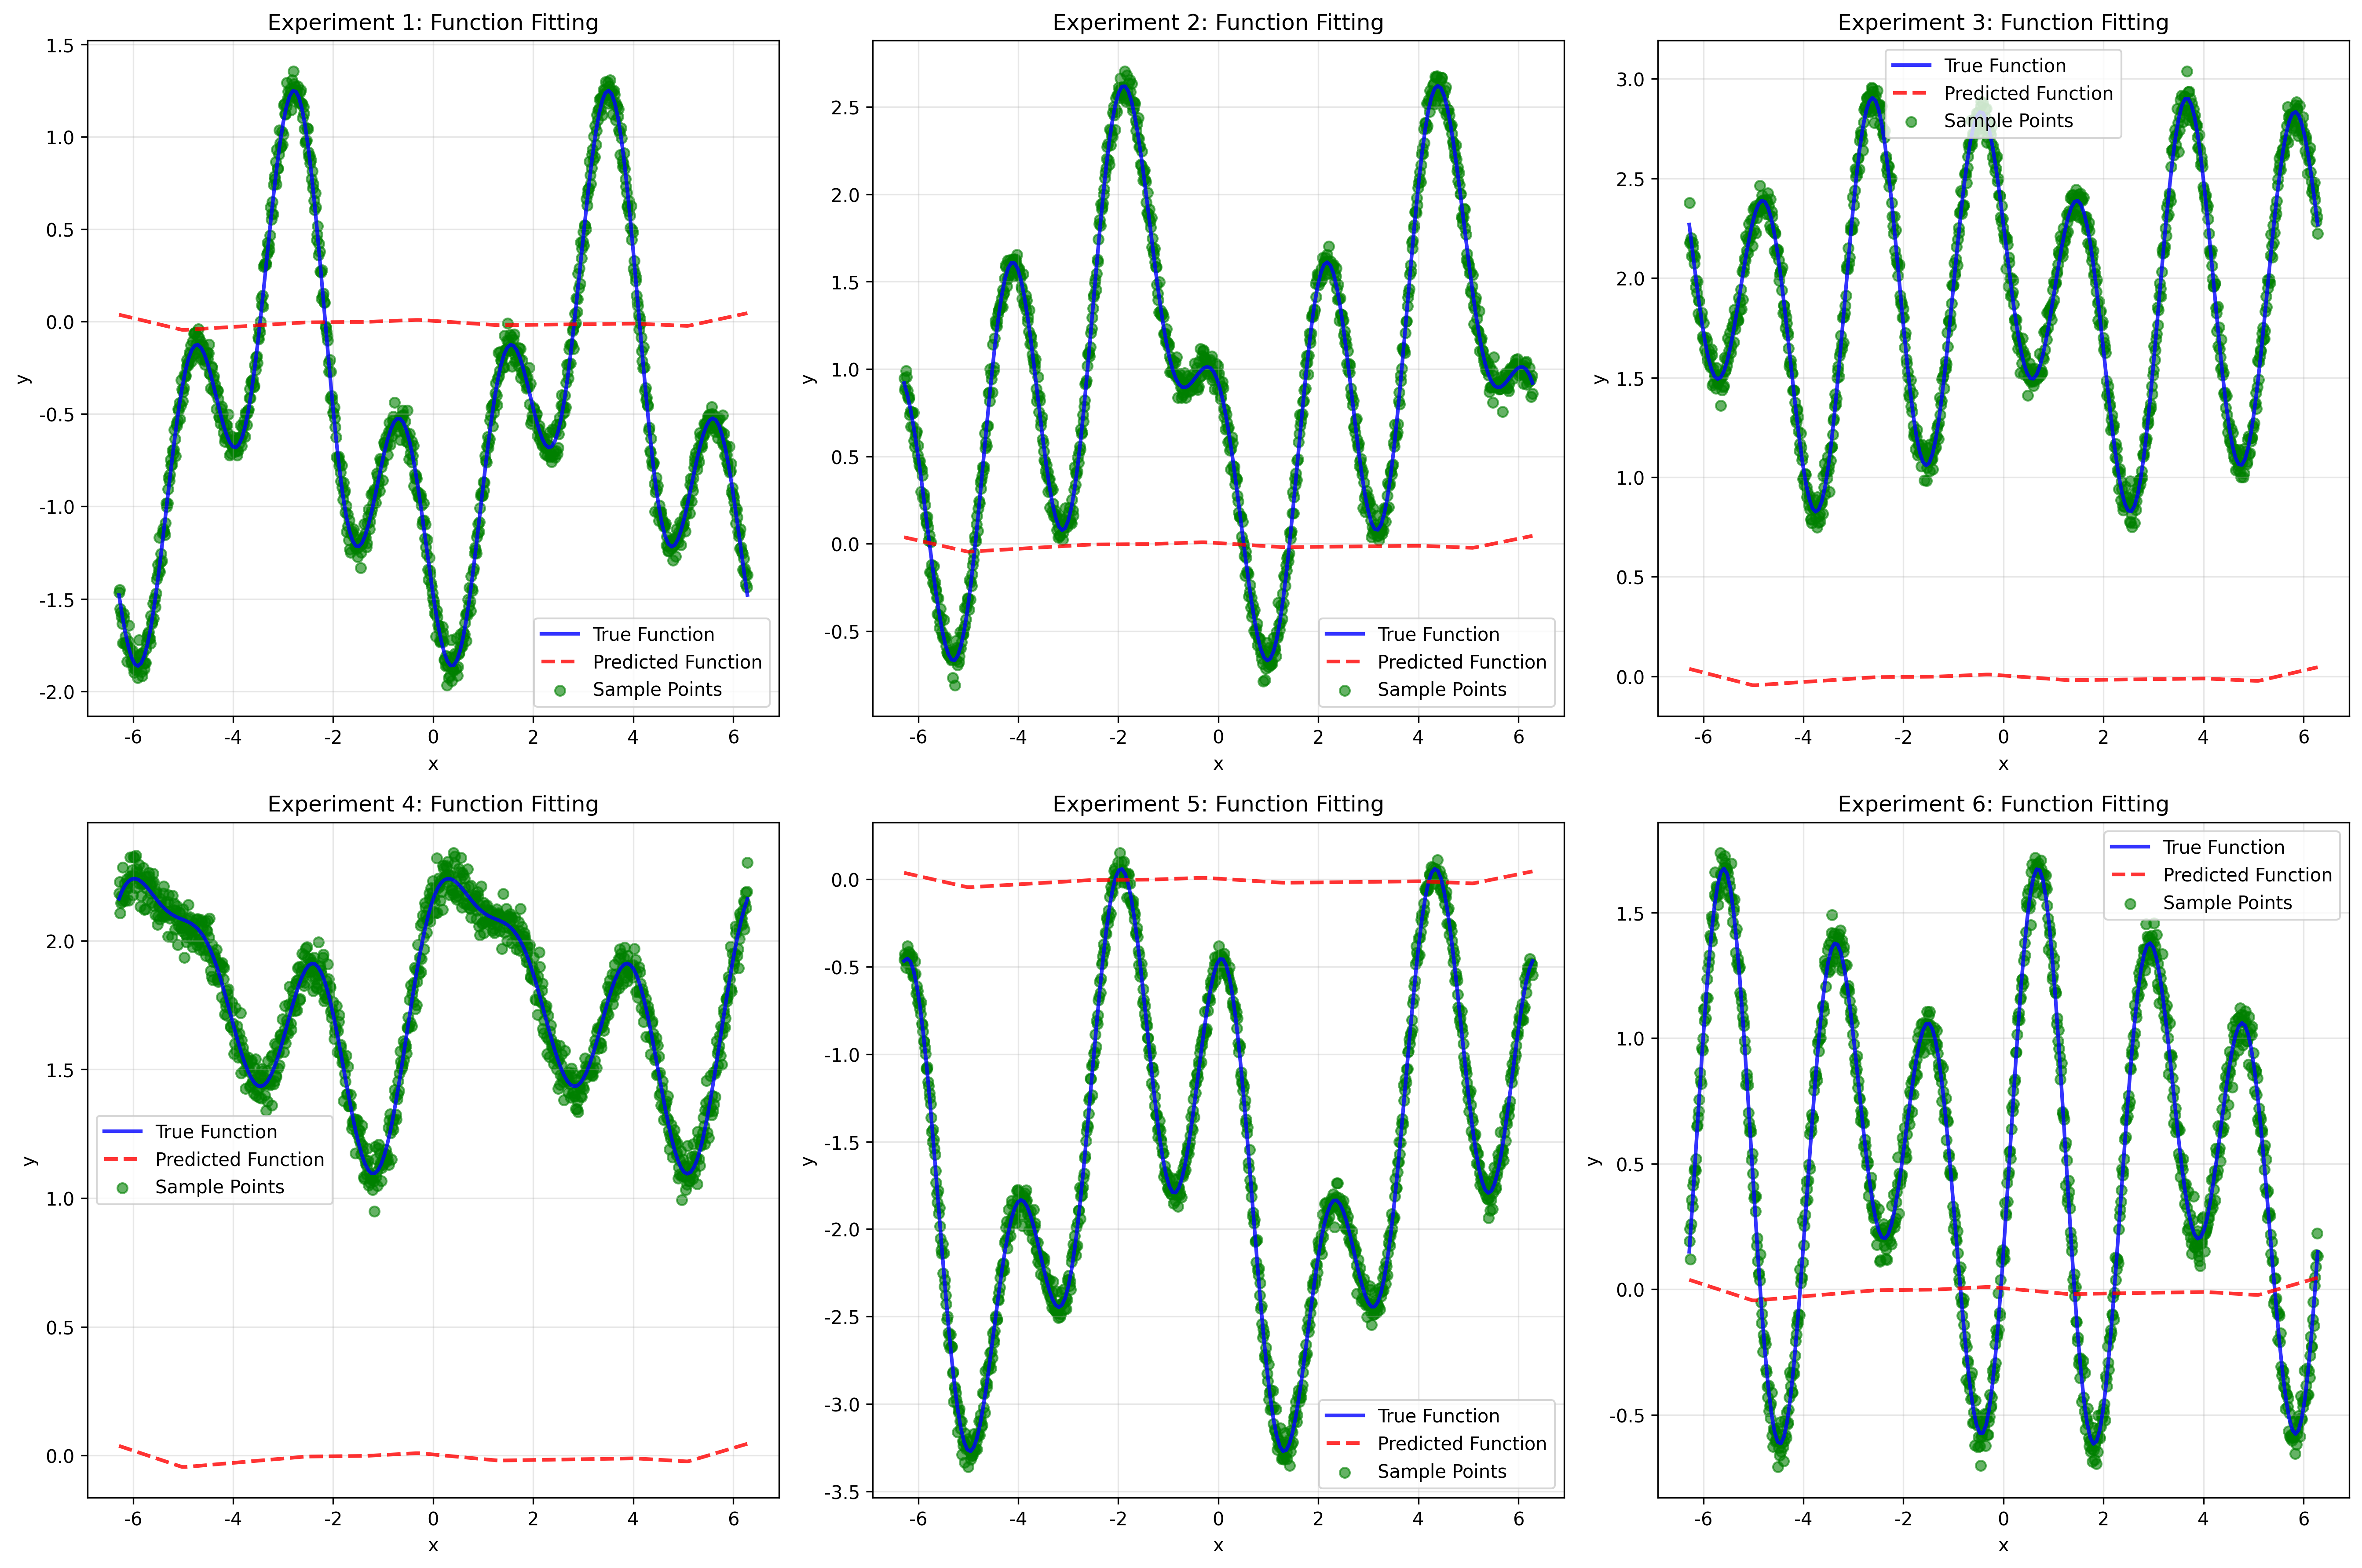 Experiment 1: Function Fitting
1.5
1.0
0.5
0.0
-0.5
-1.0
-1.5
-2.0
y
True Function
Predicted Function
Sample Points
-6 -4 -2 0 2 4 6
x
Experiment 2: Function Fitting
2.5
2.0
1.5
1.0
0.5
0.0
-0.5
y
True Function
Predicted Function
Sample Points
-6 -4 -2 0 2 4 6
x
Experiment 3: Function Fitting
True Function
Predicted Function
Sample Points
3.0
2.5
2.0
1.5
1.0
0.5
0.0
y
-6 -4 -2 0 2 4 6
x
Experiment 4: Function Fitting
2.0
1.5
1.0
0.5
0.0
y
True Function
Predicted Function
Sample Points
-6 -4 -2 0 2 4 6
x
Experiment 5: Function Fitting
0.0
-0.5
-1.0
-1.5
-2.0
-2.5
-3.0
-3.5
y
True Function
Predicted Function
Sample Points
-6 -4 -2 0 2 4 6
x
Experiment 6: Function Fitting
True Function
Predicted Function
Sample Points
1.5
1.0
0.5
0.0
-0.5
y
-6 -4 -2 0 2 4 6
x